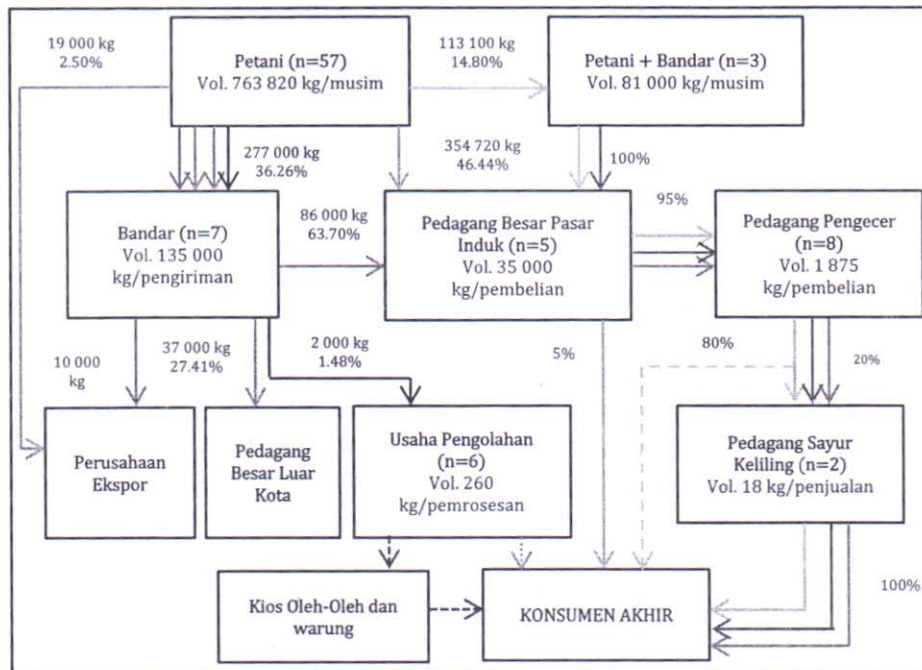 19 000 kg
2.50%
Petani (n=57)
Vol. 763 820 kg/musim
113 100 kg
14.80%
Petani + Bandar (n=3)
Vol. 81 000 kg/musim
277 000 kg
36.26%
354 720 kg
46.44%
100%
Bandar (n=7)
Vol. 135 000
kg/pengiriman
86 000 kg
63.70%
Pedagang Besar Pasar
Induk (n=5)
Vol. 35 000
kg/pembelian
95%
Pedagang Pengecer
(n=8)
Vol. 1 875
kg/pembelian
10 000
kg
37 000 kg
27.41%
2 000 kg
1.48%
5%
80%
20%
Perusahaan
Ekspor
Pedagang
Besar Luar
Kota
Usaha Pengolahan
(n=6)
Vol. 260
kg/pemrosesan
Pedagang Sayur
Keliling (n=2)
Vol. 18 kg/penjualan
Kios Oleh-Oleh dan
warung
KONSUMEN AKHIR
100%